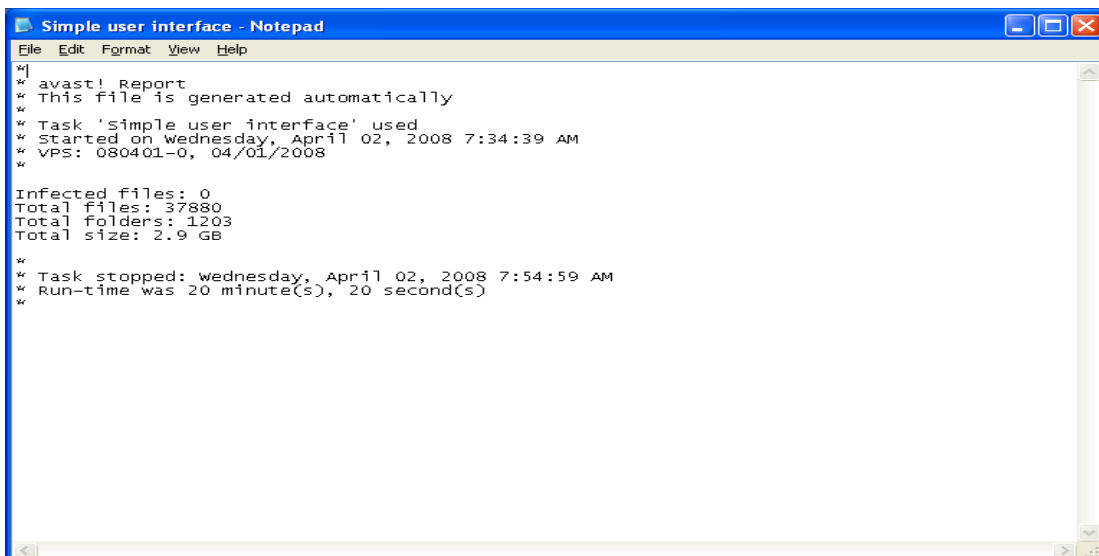 Simple user interface - Notepad
File Edit Format View Help
*
* avast! Report
* This file is generated automatically
*
* Task 'Simple user interface' used
* Started on Wednesday, April 02, 2008 7:34:39 AM
* VPS: 080401-0, 04/01/2008
*
Infected files: 0
Total files: 37880
Total folders: 1203
Total size: 2.9 GB
*
* Task stopped: Wednesday, April 02, 2008 7:54:59 AM
* Run-time was 20 minute(s), 20 second(s)
*